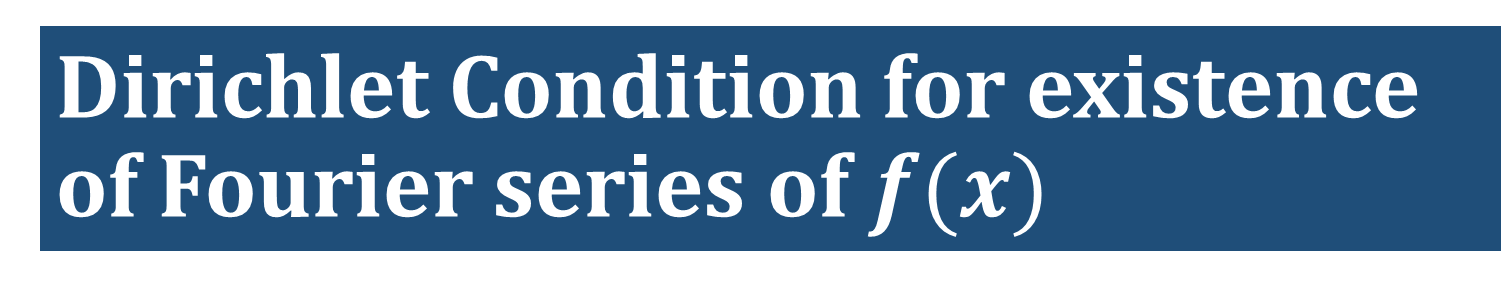 Dirichlet Condition for existence
of Fourier series of f(x)